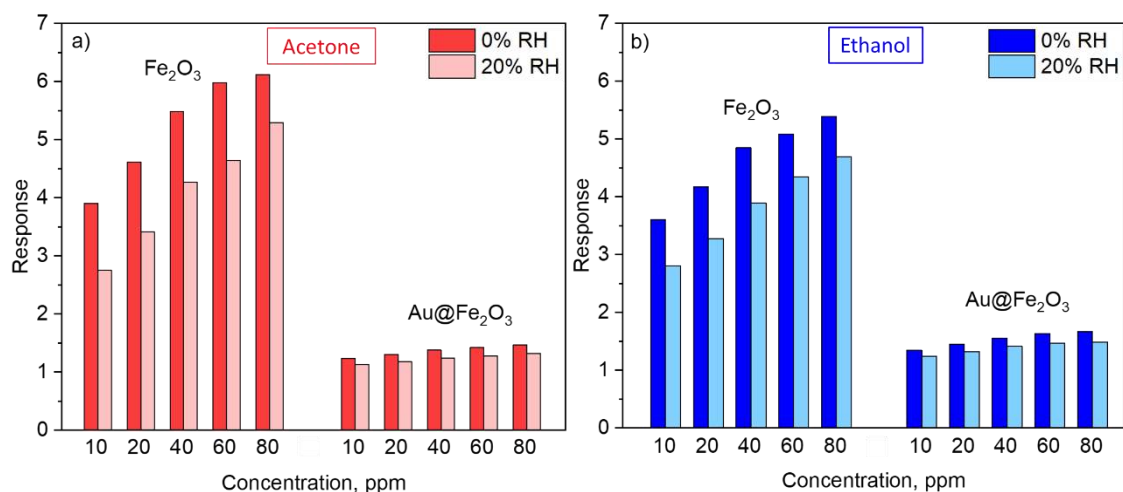 a)
Acetone
0% RH
20% RH
Fe₂O₃
Au@Fe₂O₃
Response
7
6
5
4
3
2
1
0
10 20 40 60 80 10 20 40 60 80
Concentration, ppm
b)
Ethanol
0% RH
20% RH
Fe₂O₃
Au@Fe₂O₃
Response
7
6
5
4
3
2
1
0
10 20 40 60 80 10 20 40 60 80
Concentration, ppm